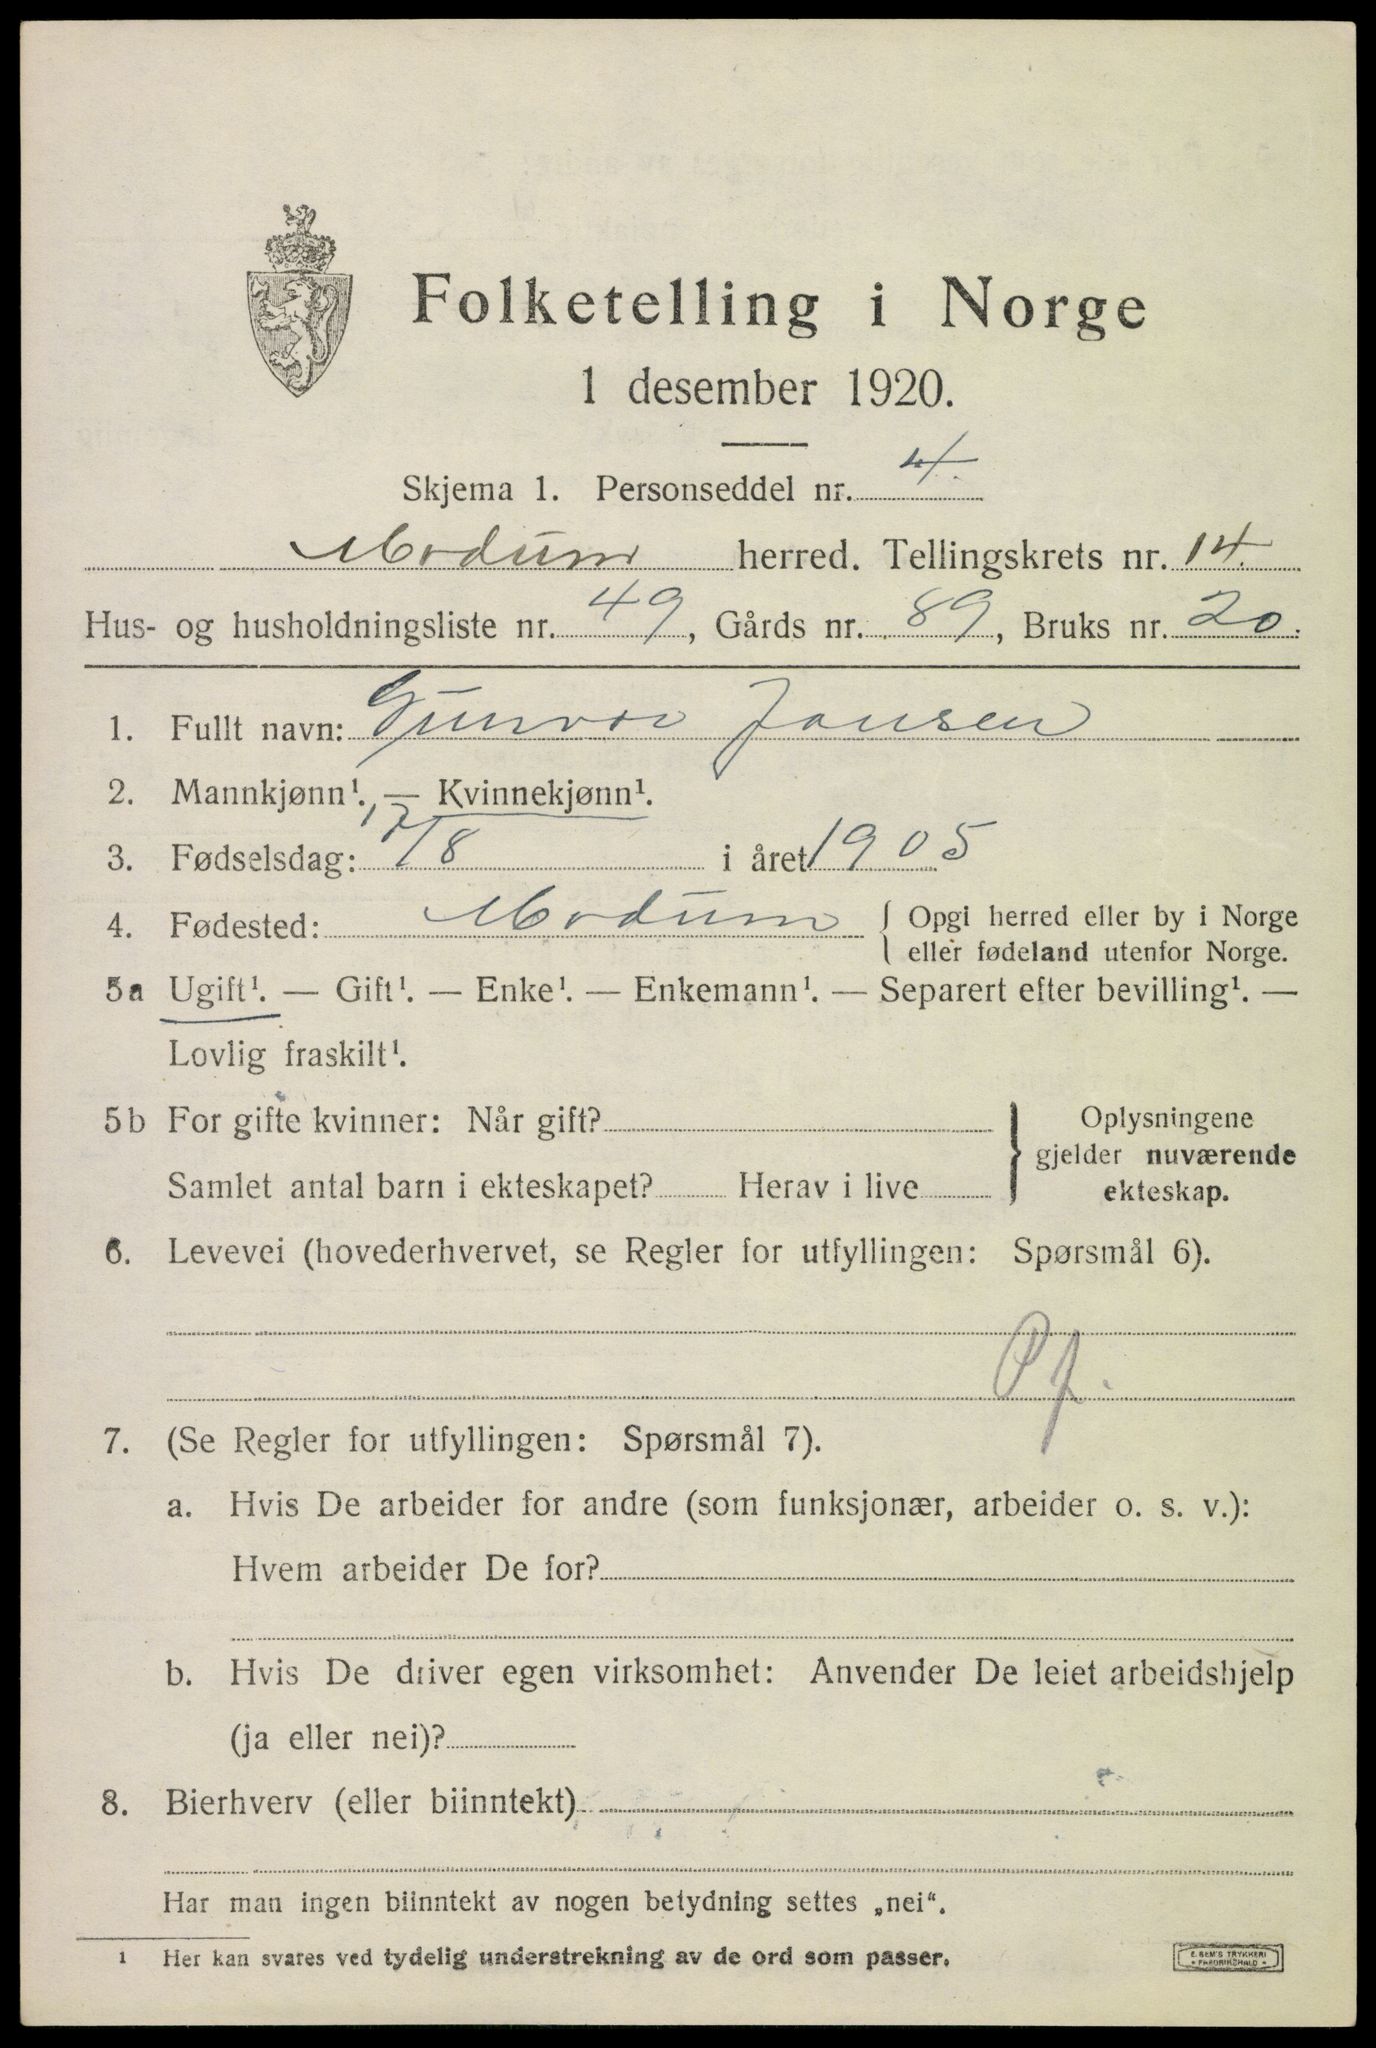 Folketelling i Norge
1 desember 1920.
Skjema 1. Personseddel nr. 4.
Modum herred. Tellingskrets nr. 14.
Hus- og husholdningsliste nr. 49, Gårds nr. 89, Bruks nr. 20.
1. Fullt navn: Gunvor Jansen
2. Mannkjønn¹. — Kvinnekjønn¹.
3. Fødselsdag: 17/8 i året 1905
4. Fødested: Modum { Opgi herred eller by i Norge
eller fødeland utenfor Norge.
5a Ugift¹. — Gift¹. — Enke¹. — Enkemann¹. — Separert efter bevilling¹. —
Lovlig fraskilt¹.
5b For gifte kvinner: Når gift?
Samlet antal barn i ekteskapet? Herav i live
} Oplysningene
gjelder nuværende
ekteskap.
6. Levevei (hovederhvervet, se Regler for utfyllingen: Spørsmål 6).
7. (Se Regler for utfyllingen: Spørsmål 7).
a. Hvis De arbeider for andre (som funksjonær, arbeider o. s. v.):
Hvem arbeider De for?
b. Hvis De driver egen virksomhet: Anvender De leiet arbeidshjelp
(ja eller nei)?
8. Bierhverv (eller biinntekt)
Har man ingen biinntekt av nogen betydning settes „nei“.
1 Her kan svares ved tydelig understrekning av de ord som passer.
E. SEM'S TRYKKERI
• FREDRIKSHALD •